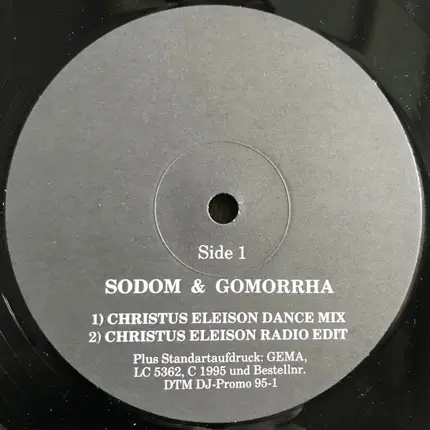 Side 1
SODOM & GOMORRHA
1) CHRISTUS ELEISON DANCE MIX
2) CHRISTUS ELEISON RADIO EDIT
Plus Standartaufdruck: GEMA,
LC 5362, C 1995 und Bestellnr.
DTM DJ-Promo 95-1